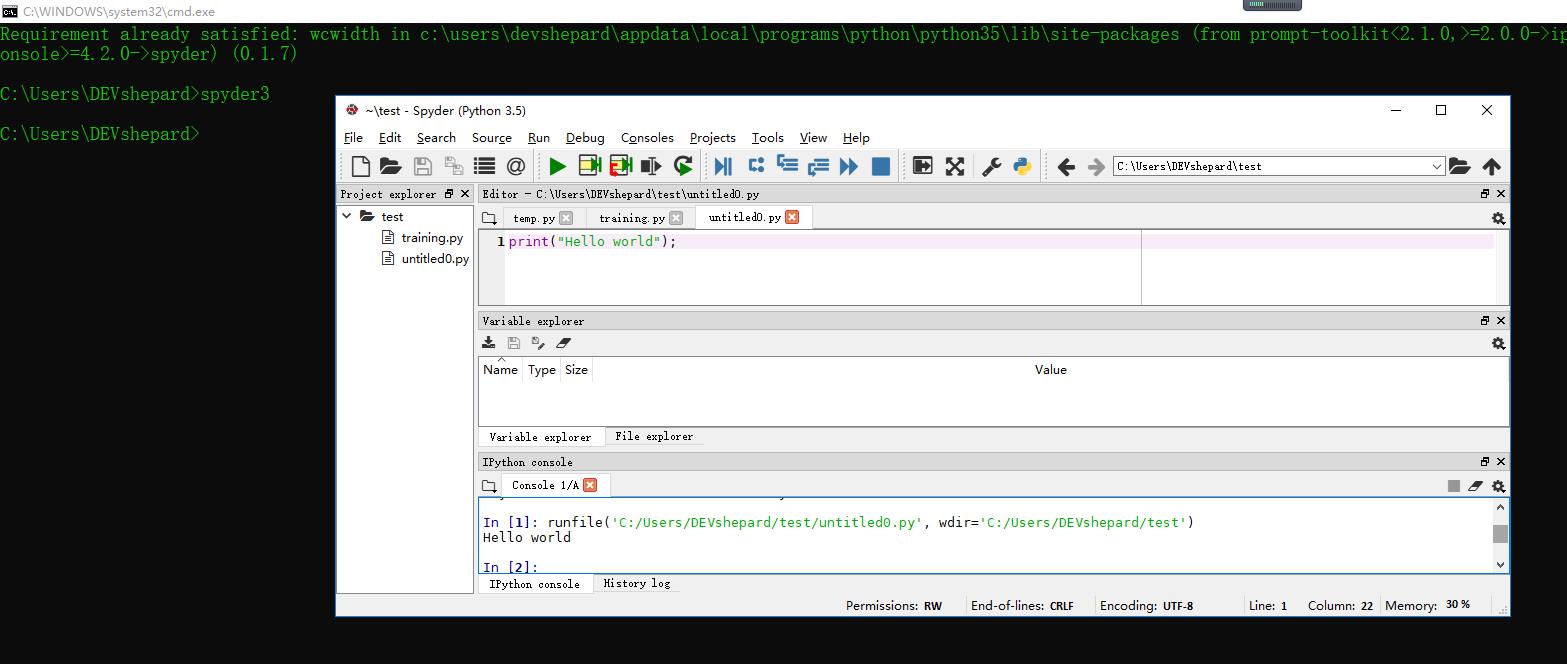 C:\WINDOWS\system32\cmd.exe
Requirement already satisfied: wcwidth in c:\users\devshepard\appdata\local\programs\python\python35\lib\site-packages (from prompt-toolkit<2.1.0,>=2.0.0->ip
onsole>=4.2.0->spyder) (0.1.7)
C:\Users\DEVshepard>spyder3
C:\Users\DEVshepard>
~\test - Spyder (Python 3.5)
File Edit Search Source Run Debug Consoles Projects Tools View Help
C:\Users\DEVshepard\test
Project explorer
test
training.py
untitled0.py
Editor - C:\Users\DEVshepard\test\untitled0.py
temp.py training.py untitled0.py
1 print("Hello world");
Variable explorer
Name Type Size Value
Variable explorer File explorer
IPython console
Console 1/A
In [1]: runfile('C:/Users/DEVshepard/test/untitled0.py', wdir='C:/Users/DEVshepard/test')
Hello world
In [2]:
IPython console History log
Permissions: RW End-of-lines: CRLF Encoding: UTF-8 Line: 1 Column: 22 Memory: 30 %